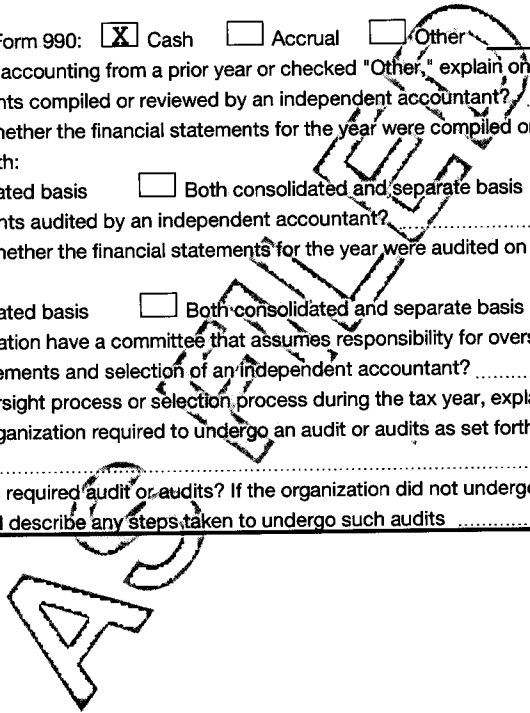 Form 990: X Cash Accrual Other
accounting from a prior year or checked "Other," explain on
nts compiled or reviewed by an independent accountant?
hether the financial statements for the year were compiled o
th:
ated basis Both consolidated and separate basis
nts audited by an independent accountant?
hether the financial statements for the year were audited on
ated basis Both consolidated and separate basis
ation have a committee that assumes responsibility for overs
ements and selection of an independent accountant?
rsight process or selection process during the tax year, expla
ganization required to undergo an audit or audits as set forth
required audit or audits? If the organization did not undergo
describe any steps taken to undergo such audits
AS FILED